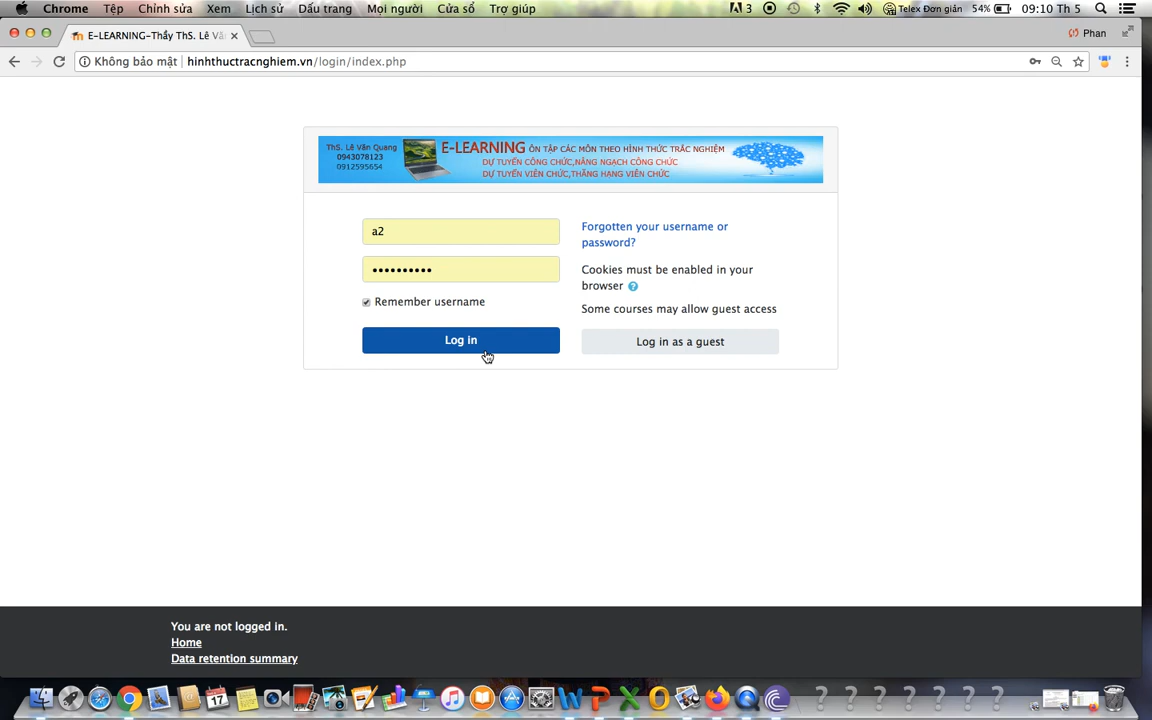 Chrome Tệp Chỉnh sửa Xem Lịch sử Dấu trang Mọi người Cửa sổ Trợ giúp 3 Telex Đơn giản 54% 09:10 Th 5
E-LEARNING-Thầy ThS. Lê Vă Phan
Không bảo mật hinhthuctracnghiem.vn/login/index.php
ThS. Lê Văn Quang
0943078123
0912595654
E-LEARNING ÔN TẬP CÁC MÔN THEO HÌNH THỨC TRẮC NGHIỆM
DỰ TUYỂN CÔNG CHỨC,NÂNG NGẠCH CÔNG CHỨC
DỰ TUYỂN VIÊN CHỨC,THĂNG HẠNG VIÊN CHỨC
a2
••••••••••
Remember username
Log in
Forgotten your username or
password?
Cookies must be enabled in your
browser
Some courses may allow guest access
Log in as a guest
You are not logged in.
Home
Data retention summary
17